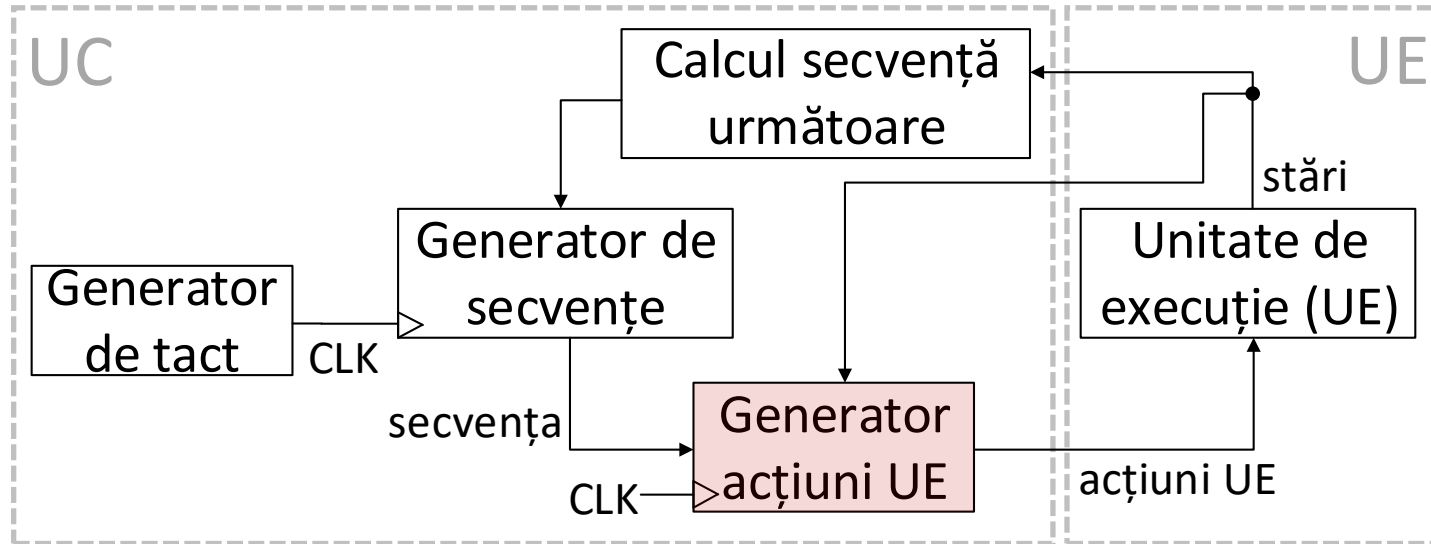 UC
UE
Calcul secvență
următoare
stări
Generator de
secvențe
Unitate de
execuție (UE)
Generator
de tact
CLK
secvența
Generator
acțiuni UE
CLK
acțiuni UE